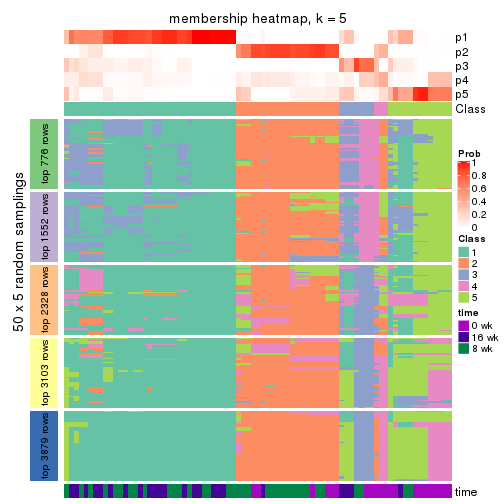 membership heatmap, k = 5
p1
p2
p3
p4
p5
Class
50 x 5 random samplings
top 776 rows
top 1552 rows
top 2328 rows
top 3103 rows
top 3879 rows
time
Prob
1
0.8
0.6
0.4
0.2
0
Class
1
2
3
4
5
time
0 wk
16 wk
8 wk